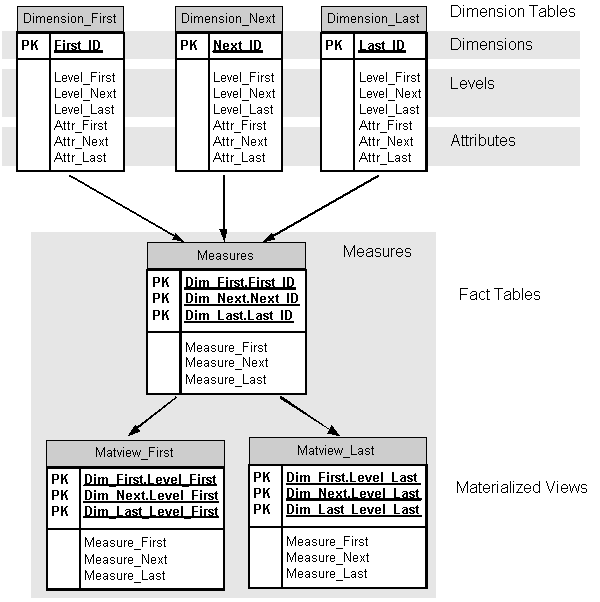 Dimension_First Dimension_Next Dimension_Last Dimension Tables
PK First_ID PK Next_ID PK Last_ID Dimensions
Level_First Level_First Level_First
Level_Next Level_Next Level_Next Levels
Level_Last Level_Last Level_Last
Attr_First Attr_First Attr_First
Attr_Next Attr_Next Attr_Next Attributes
Attr_Last Attr_Last Attr_Last
Measures Measures
PK Dim_First.First_ID
PK Dim_Next.Next_ID Fact Tables
PK Dim_Last.Last_ID
Measure_First
Measure_Next
Measure_Last
Matview_First Matview_Last
PK Dim_First.Level_First PK Dim_First.Level_Last
PK Dim_Next.Level_First PK Dim_Next.Level_Last Materialized Views
PK Dim_Last_Level_First PK Dim_Last_Level_Last
Measure_First Measure_First
Measure_Next Measure_Next
Measure_Last Measure_Last